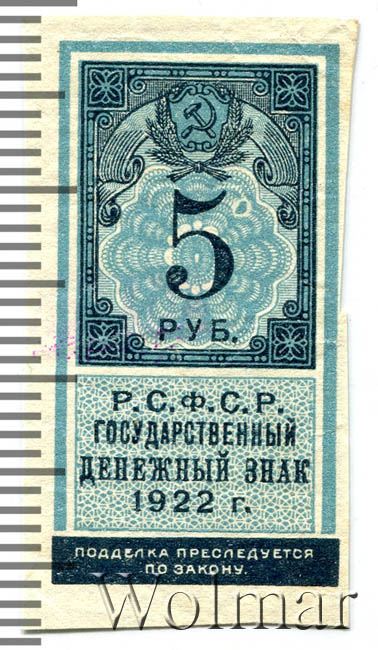 5
РУБ.
Р.С.Ф.С.Р.
ГОСУДАРСТВЕННЫЙ
ДЕНЕЖНЫЙ ЗНАК
1922 г.
ПОДДЕЛКА ПРЕСЛЕДУЕТСЯ
ПО ЗАКОНУ.
Wolmar